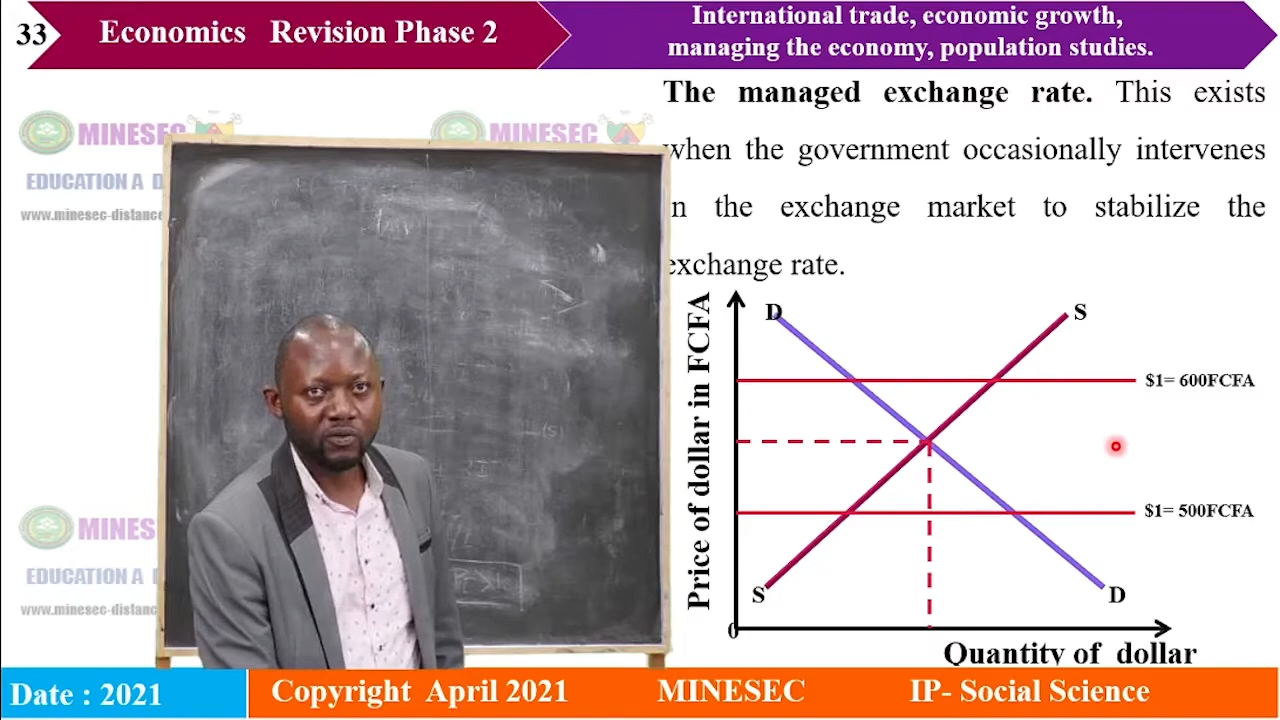 33
Economics Revision Phase 2
International trade, economic growth,
managing the economy, population studies.
MINESEC
MINESEC
EDUCATION A D
www.minesec-distance
The managed exchange rate. This exists
when the government occasionally intervenes
n the exchange market to stabilize the
exchange rate.
Price of dollar in FCFA
D
S
$1= 600FCFA
$1= 500FCFA
S
D
0
Quantity of dollar
(S)
MINES
EDUCATION A D
www.minesec-distanc
Date : 2021
Copyright April 2021
MINESEC
IP- Social Science